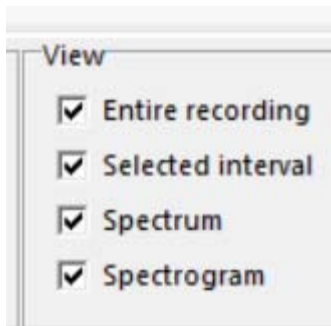 View
Entire recording
Selected interval
Spectrum
Spectrogram